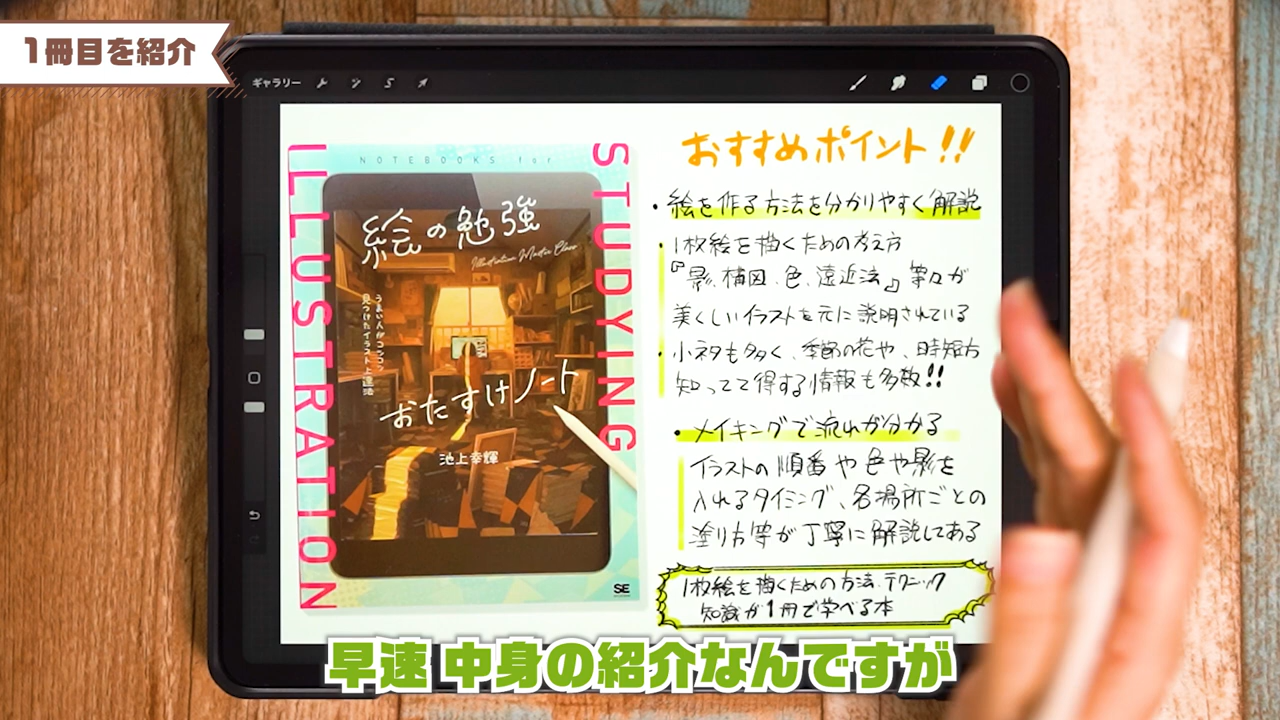 1冊目を紹介
ギャラリー
NOTEBOOKS for
STUDYING
ILLUSTRATION
絵の勉強
Illustration Master Class
うまい人がコツコツ
見つけたイラスト上達術
おたすけノート
池上幸輝
SE
おすすめポイント!!
・絵を作る方法を分かりやすく解説
・1枚絵を描くための考え方
『影、構図、色、遠近法』等々が
美しいイラストを元に説明されている
・小ネタも多く、季節の花や、時短方
知ってて得する情報も多数!!
・メイキングで流れが分かる
イラストの順番や色や影を
入れるタイミング、各場所ごとの
塗り方等が丁寧に解説してある
1枚絵を描くための方法、テクニック
知識が1冊で学べる本
早速 中身の紹介なんですが